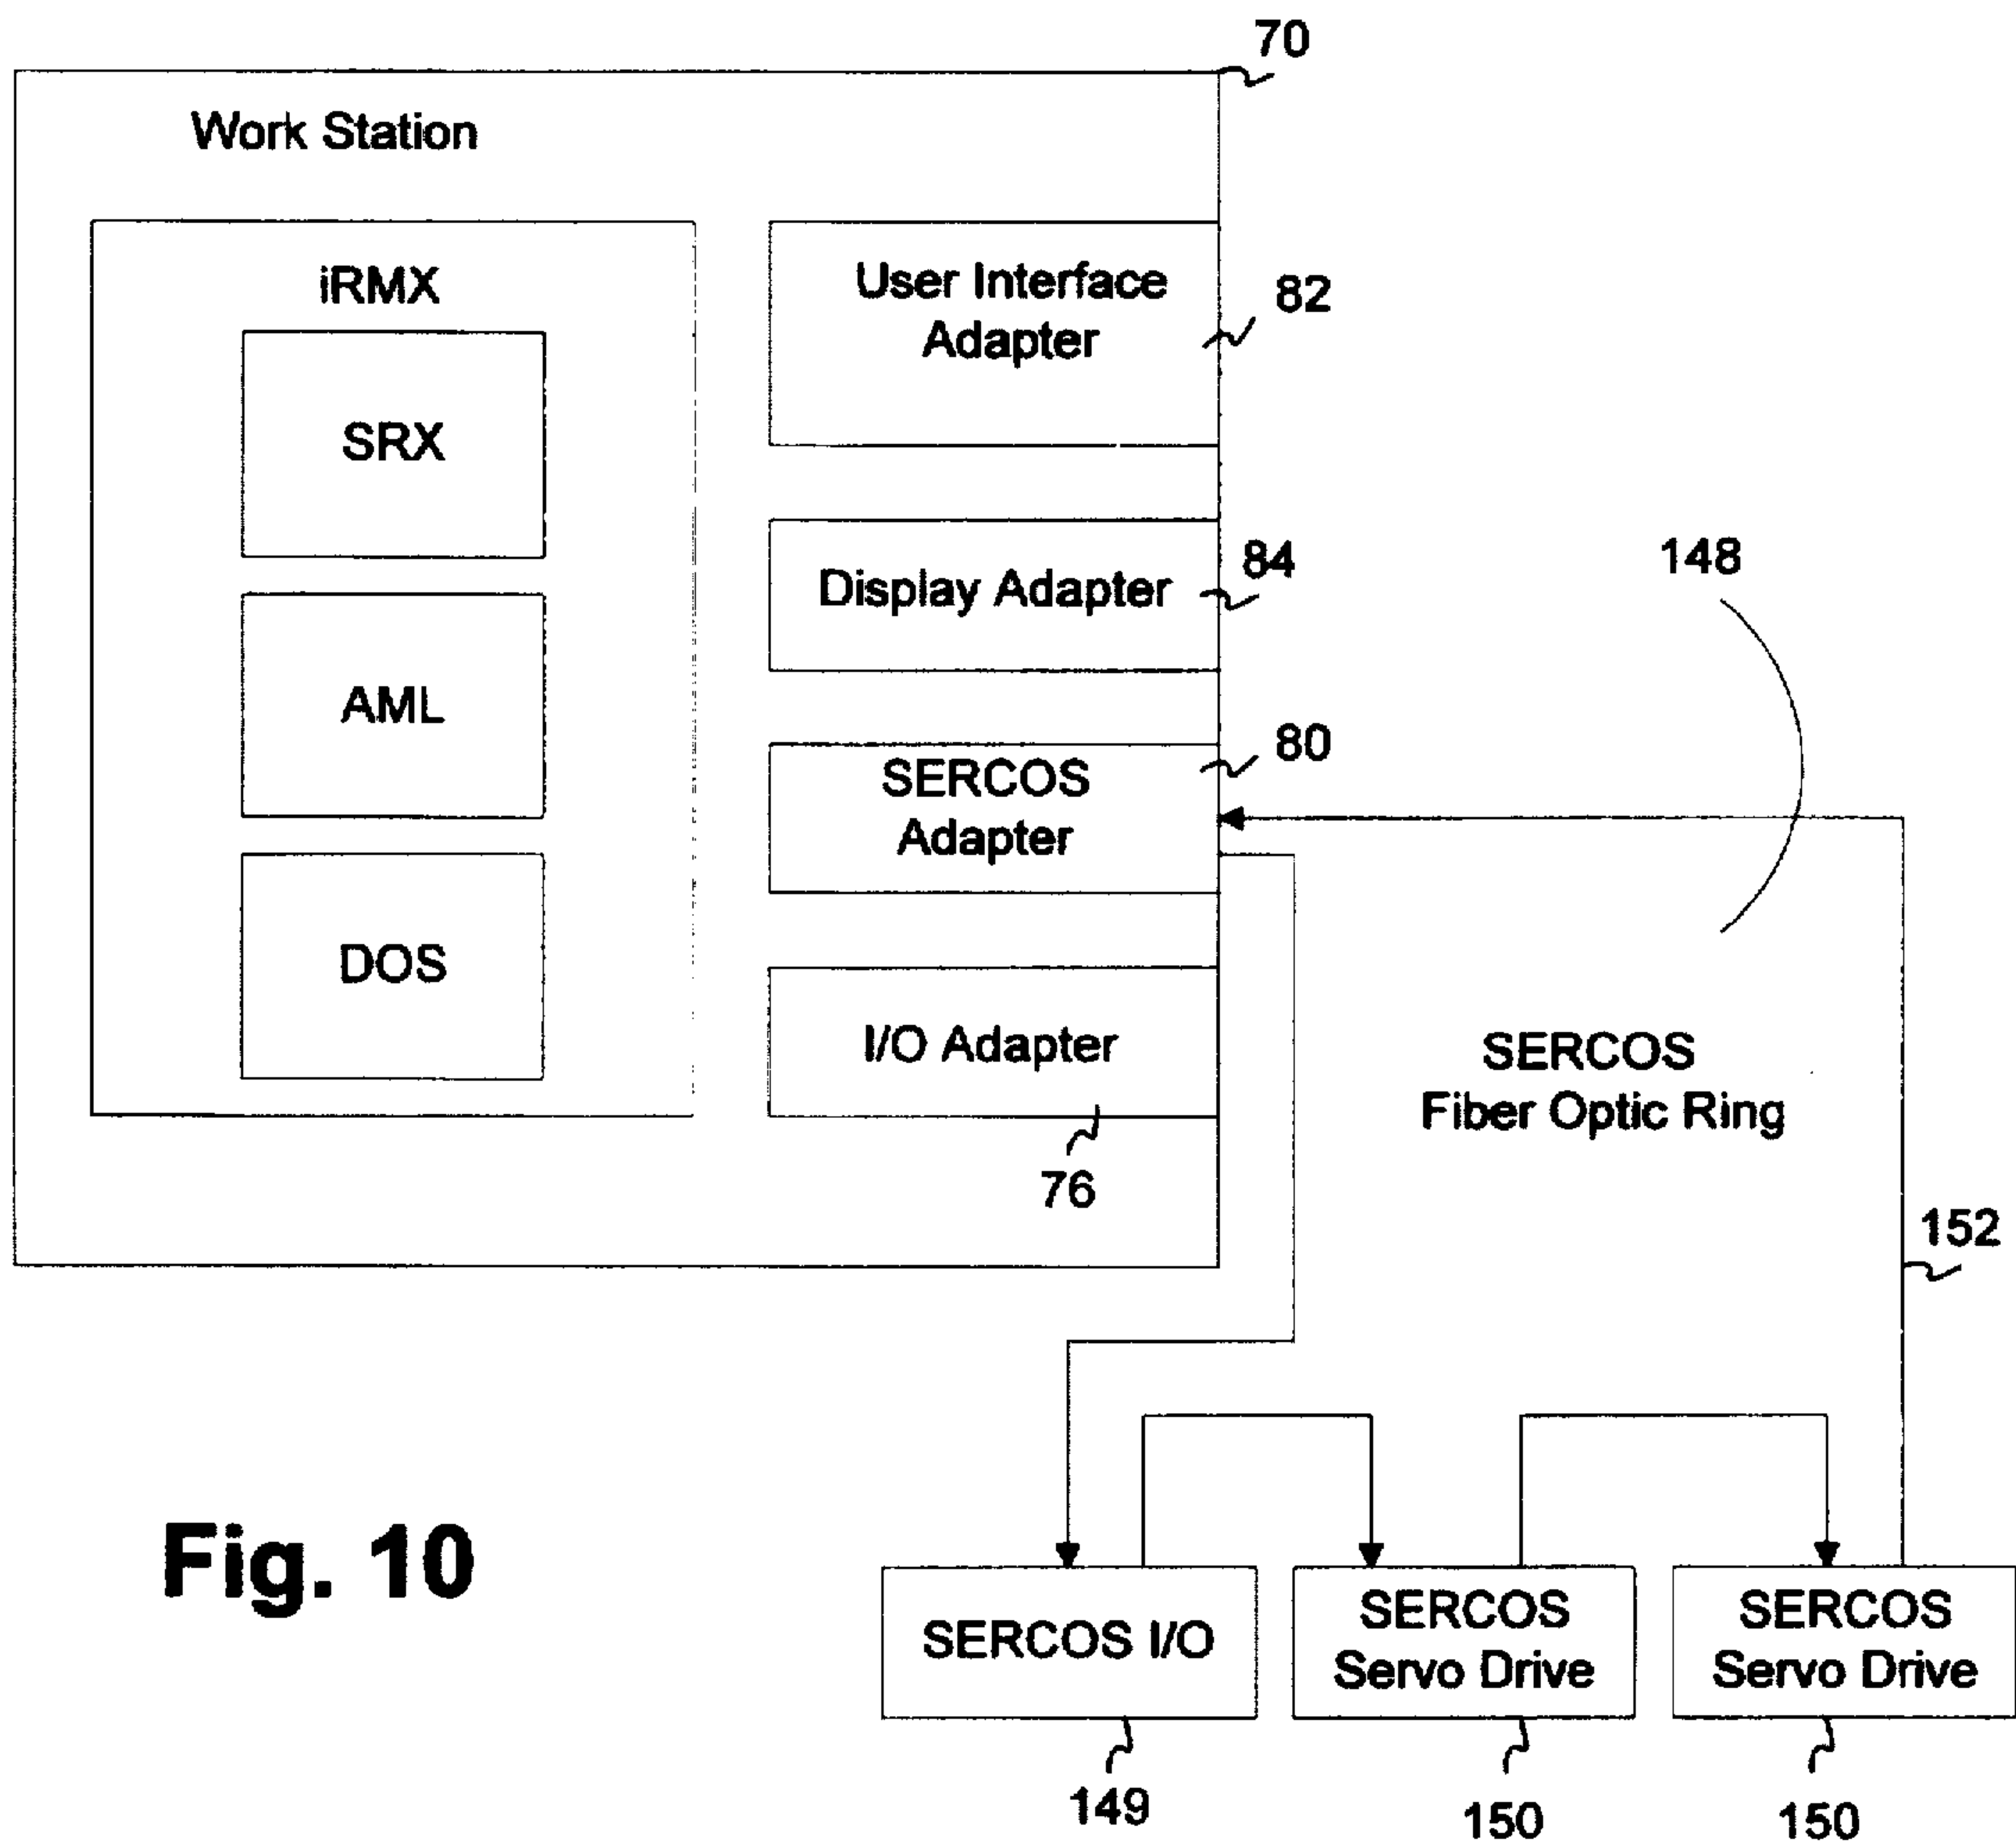 70
Work Station
iRMX
SRX
AML
DOS
User Interface
Adapter
82
Display Adapter
84
SERCOS
Adapter
80
I/O Adapter
76
148
SERCOS
Fiber Optic Ring
152
SERCOS I/O
149
SERCOS
Servo Drive
150
SERCOS
Servo Drive
150
Fig. 10